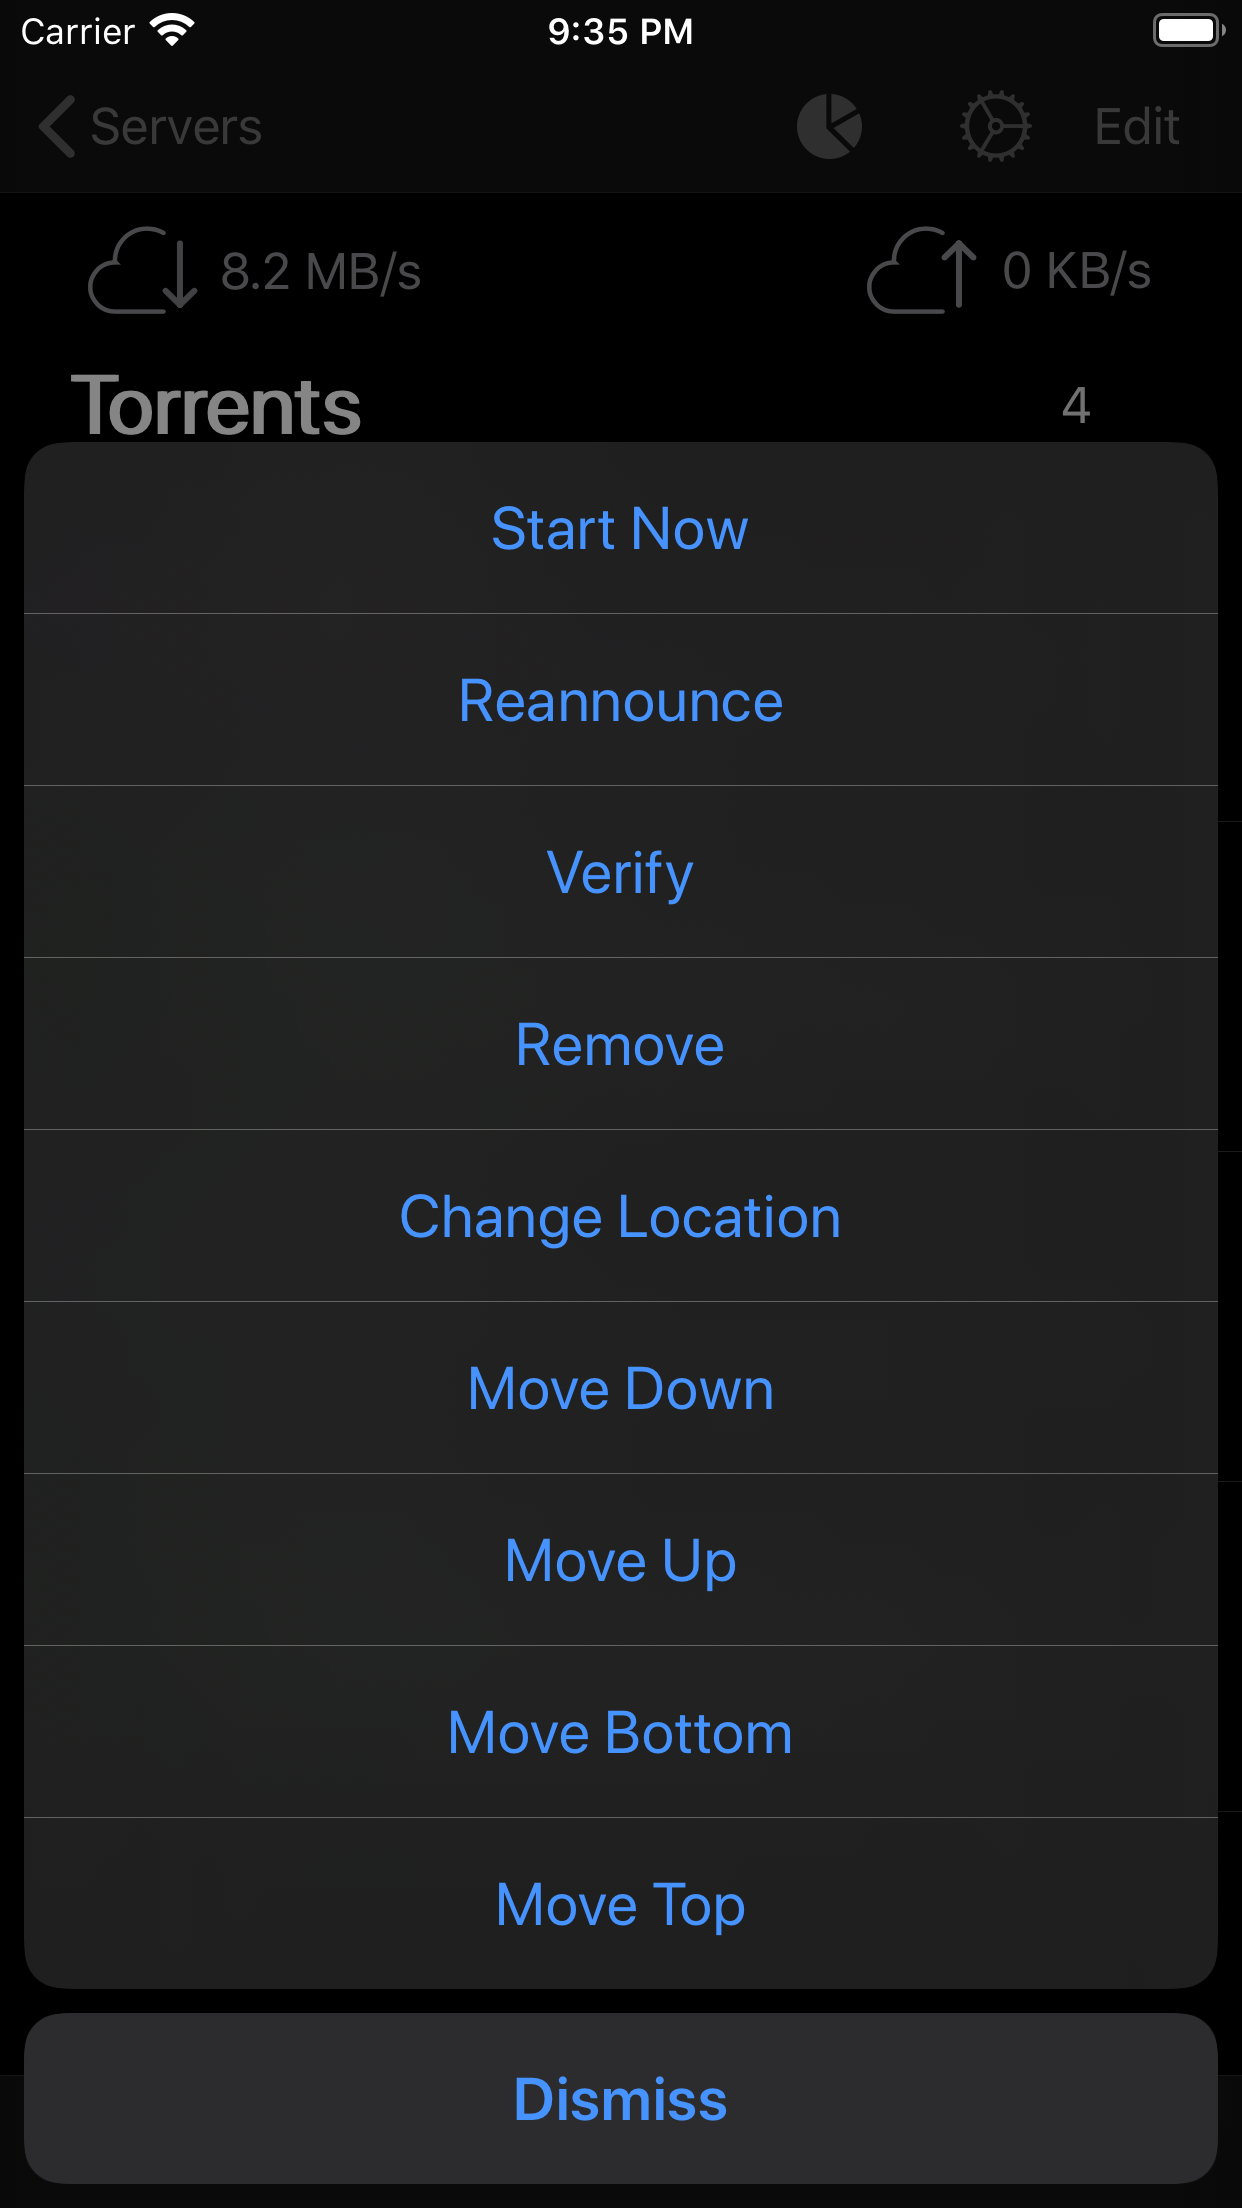 Carrier 9:35 PM
Servers Edit
8.2 MB/s 0 KB/s
Torrents 4
Start Now
Reannounce
Verify
Remove
Change Location
Move Down
Move Up
Move Bottom
Move Top
Dismiss